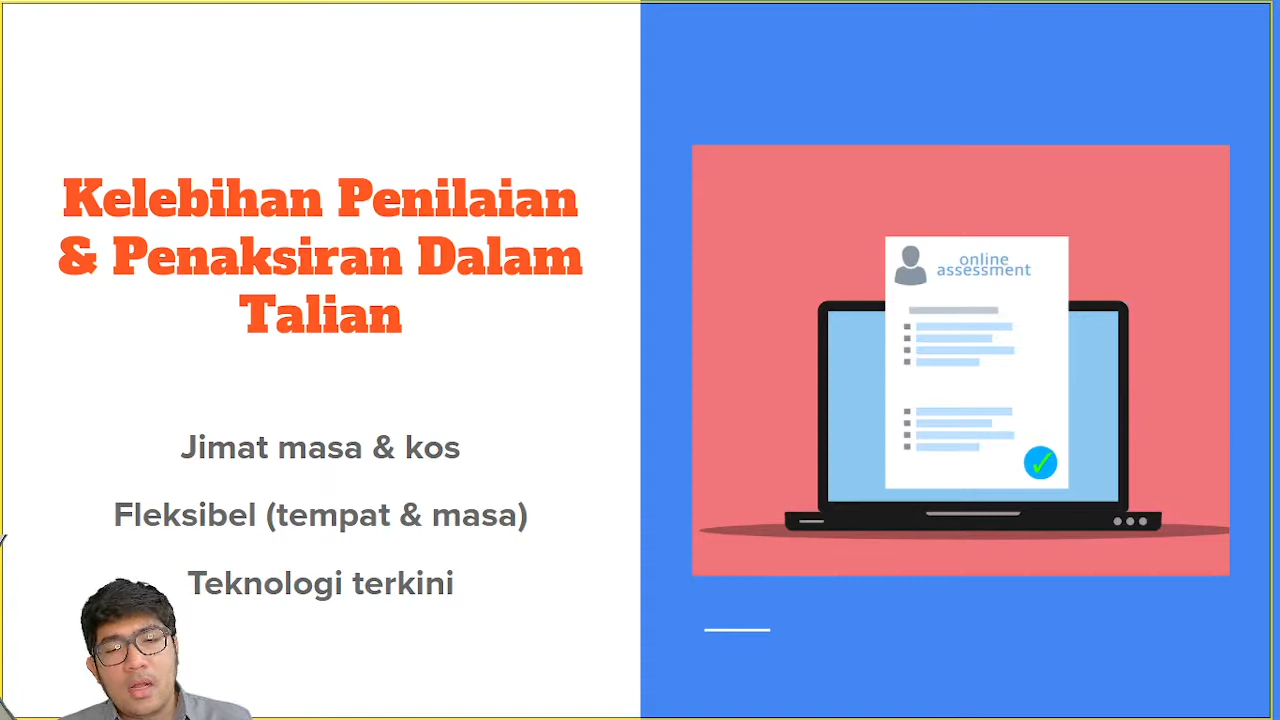 Kelebihan Penilaian
& Penaksiran Dalam
Talian
Jimat masa & kos
Fleksibel (tempat & masa)
Teknologi terkini
online
assessment